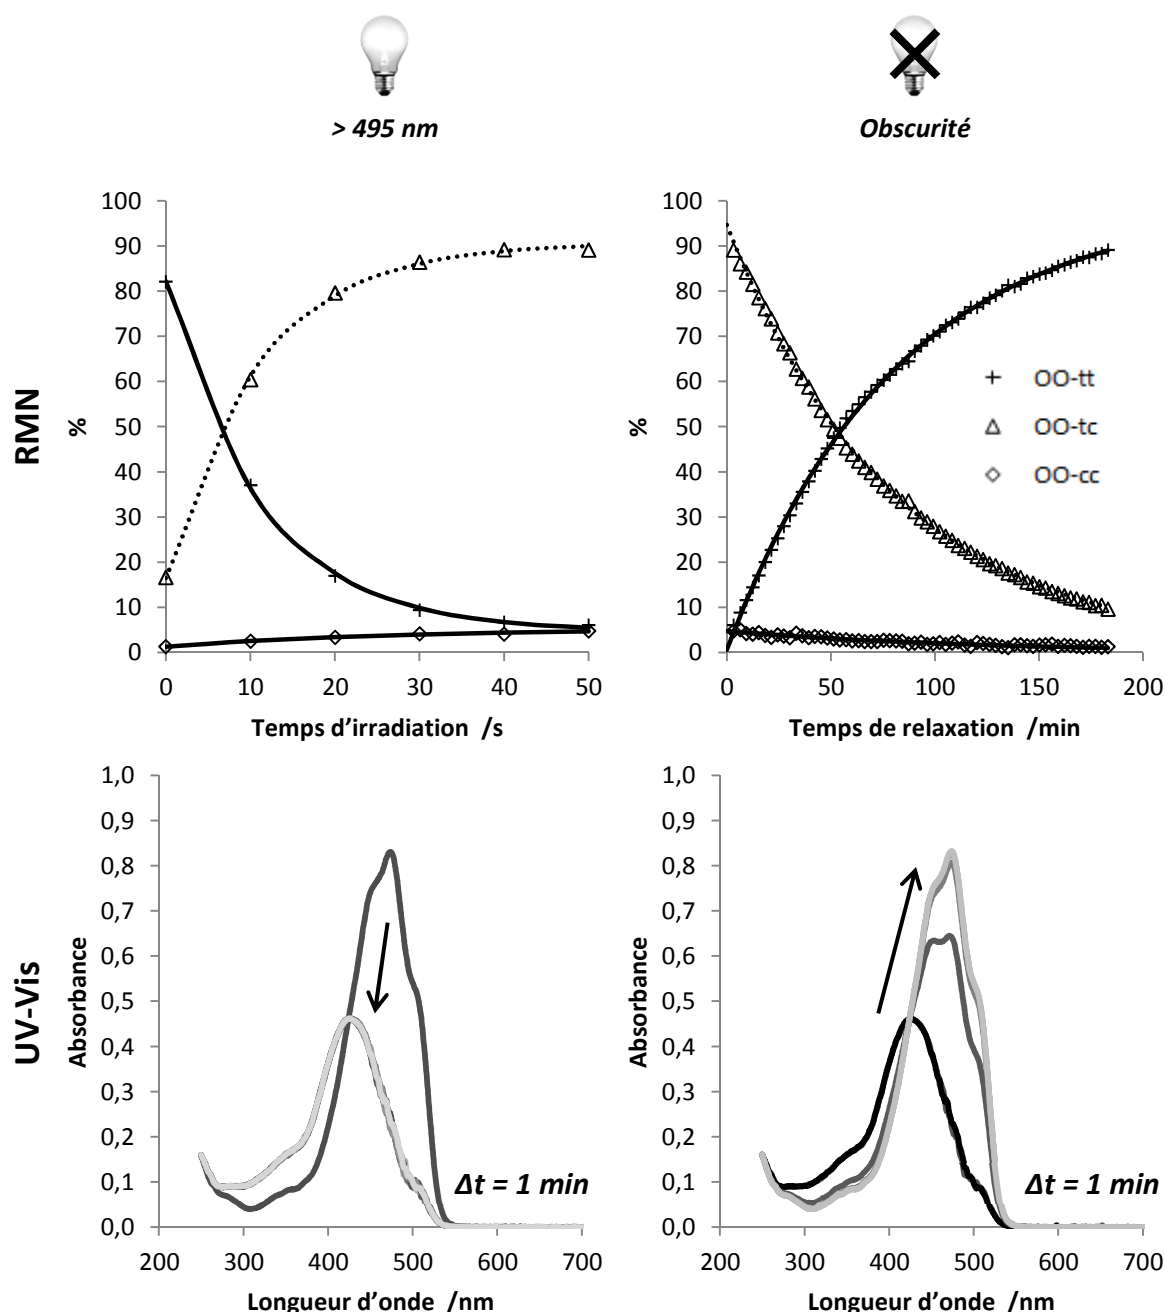 > 495 nm
Obscurité
RMN
%
100
90
80
70
60
50
40
30
20
10
0
0 10 20 30 40 50
Temps d'irradiation /s
%
100
90
80
70
60
50
40
30
20
10
0
0 50 100 150 200
Temps de relaxation /min
OO-tt
OO-tc
OO-cc
UV-Vis
Absorbance
1,0
0,9
0,8
0,7
0,6
0,5
0,4
0,3
0,2
0,1
0,0
200 300 400 500 600 700
Longueur d'onde /nm
Δt = 1 min
Absorbance
1,0
0,9
0,8
0,7
0,6
0,5
0,4
0,3
0,2
0,1
0,0
200 300 400 500 600 700
Longueur d'onde /nm
Δt = 1 min